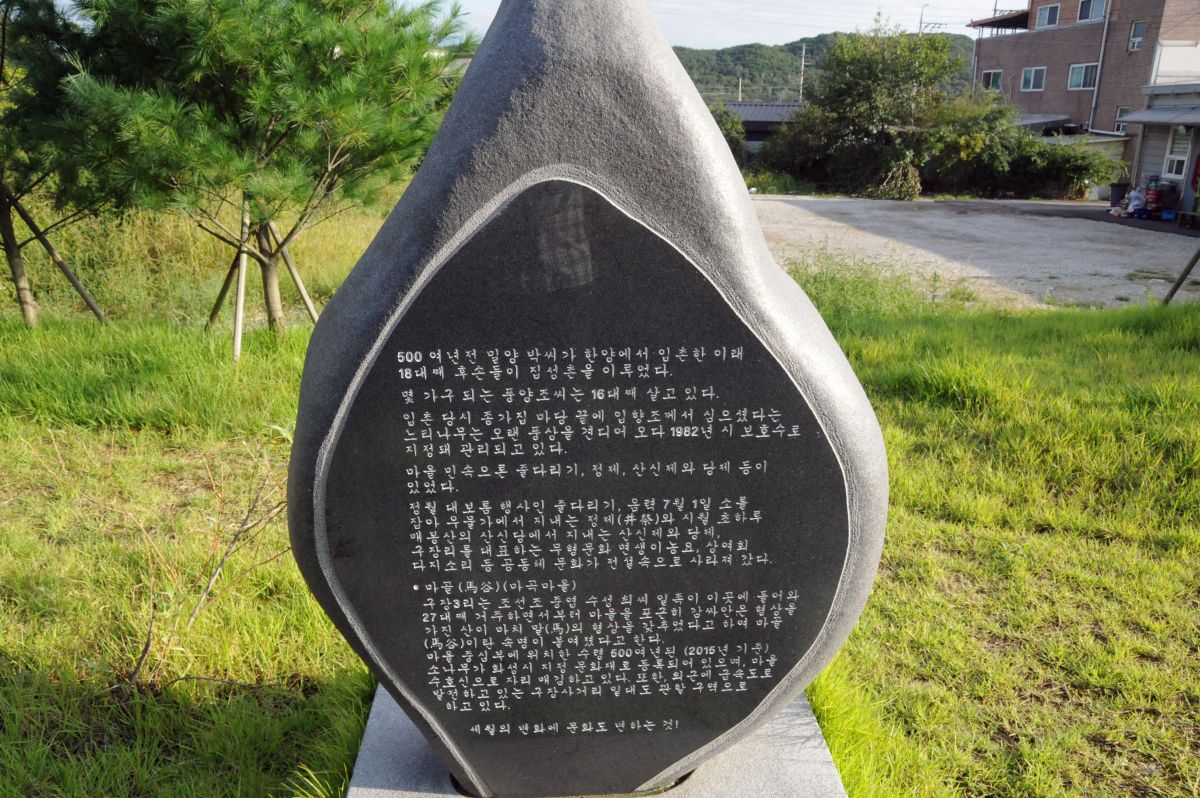 500 여년전 밀양 박씨가 한양에서 입촌한 이래
18대째 후손들이 집성촌을 이루었다.
몇 가구 되는 풍양조씨는 16대째 살고 있다.
입촌 당시 종가집 마당 끝에 입향조께서 심으셨다는
느티나무는 오랜 풍상을 견디어 오다 1982년 시 보호수로
지정돼 관리되고 있다.
마을 민속으론 줄다리기, 정제, 산신제와 당제 등이
있었다.
정월 대보름 행사인 줄다리기, 음력 7월 1일 소를
잡아 우물가에서 지내는 정제(井祭)와 시월 초하루
매봉산의 산신당에서 지내는 산신제와 당제,
구장리를 대표하는 무형문화 면생이농요, 상여회
다지소리 등 공동체 문화가 전설속으로 사라져 갔다.
• 마골(馬谷)(마곡마을)
구장3리는 조선조 중엽 수성 최씨 일족이 이곳에 들어와
27대째 거주하면서부터 마을을 포근히 감싸안은 형상을
가진 산이 마치 말(馬)의 형상을 갖추었다고 하여 마골
(馬谷)이란 속명이 붙여졌다고 한다.
마을 중심부에 위치한 수령 500여년된 (2015년 기준)
소나무가 화성시 지정 문화재로 등록되어 있으며, 마을
수호신으로 자리 매김하고 있다. 또한, 최근에 급속도로
발전하고 있는 구장사거리 일대도 관할 구역으로
하고 있다.
세월의 변화에 문화도 변하는 것!